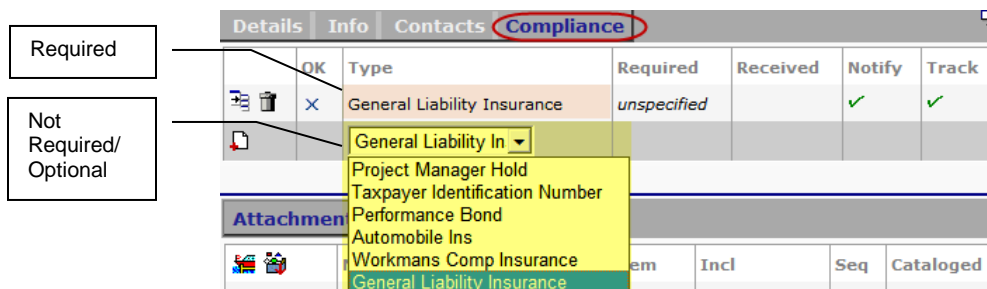 Details Info Contacts Compliance
Required
OK Type Required Received Notify Track
General Liability Insurance unspecified
Not
Required/
Optional
General Liability In
Project Manager Hold
Taxpayer Identification Number
Performance Bond
Automobile Ins
Workmans Comp Insurance
General Liability Insurance
Attachmen
em Incl Seq Cataloged